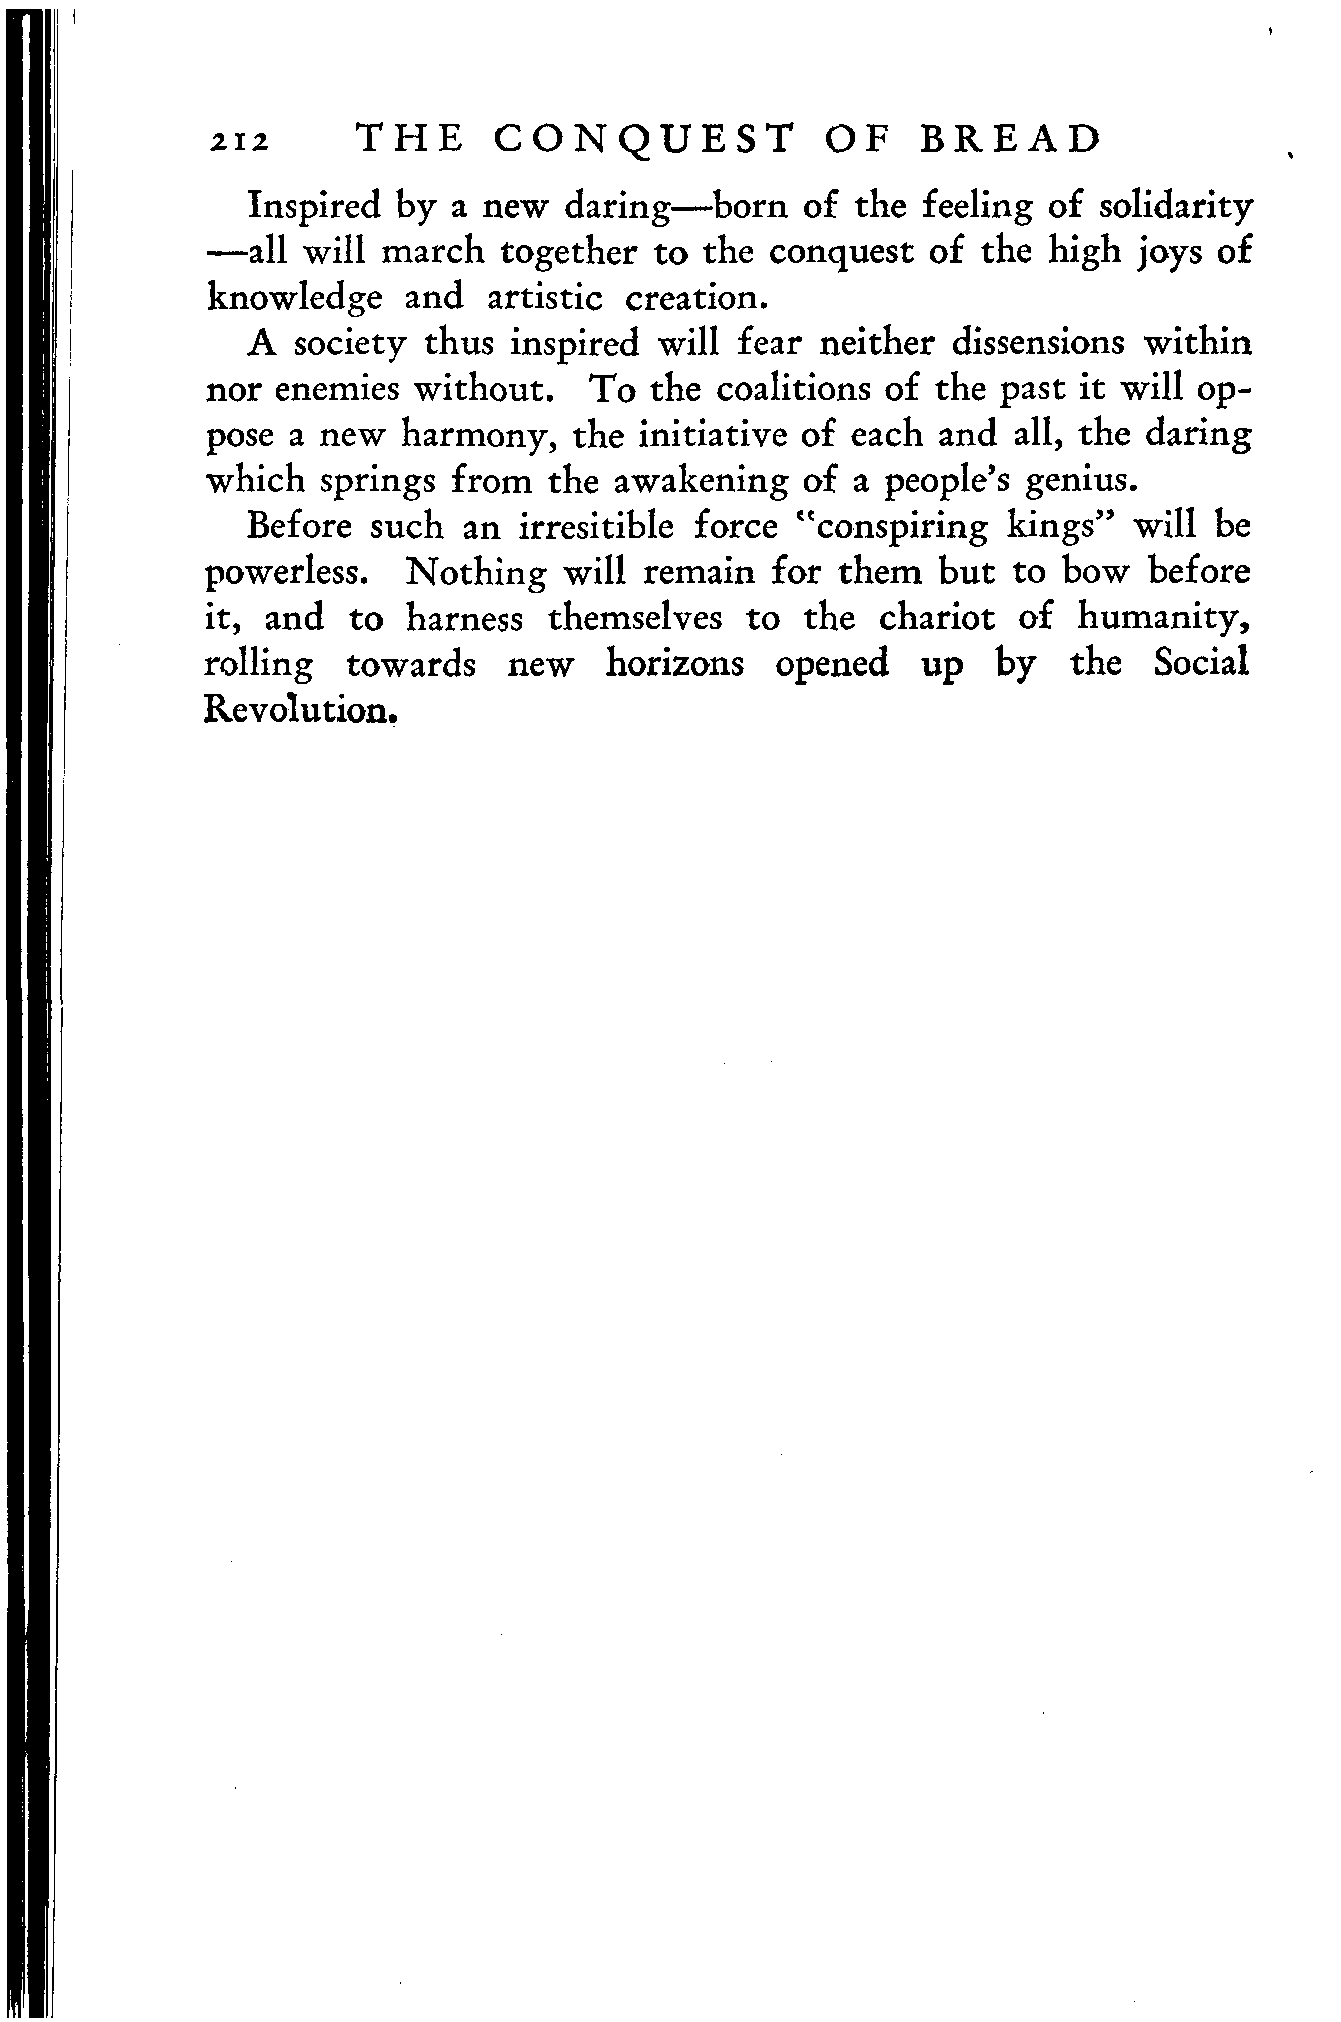 212 THE CONQUEST OF BREAD
Inspired by a new daring—born of the feeling of solidarity
—all will march together to the conquest of the high joys of
knowledge and artistic creation.
A society thus inspired will fear neither dissensions within
nor enemies without. To the coalitions of the past it will op-
pose a new harmony, the initiative of each and all, the daring
which springs from the awakening of a people's genius.
Before such an irresitible force "conspiring kings" will be
powerless. Nothing will remain for them but to bow before
it, and to harness themselves to the chariot of humanity,
rolling towards new horizons opened up by the Social
Revolution.